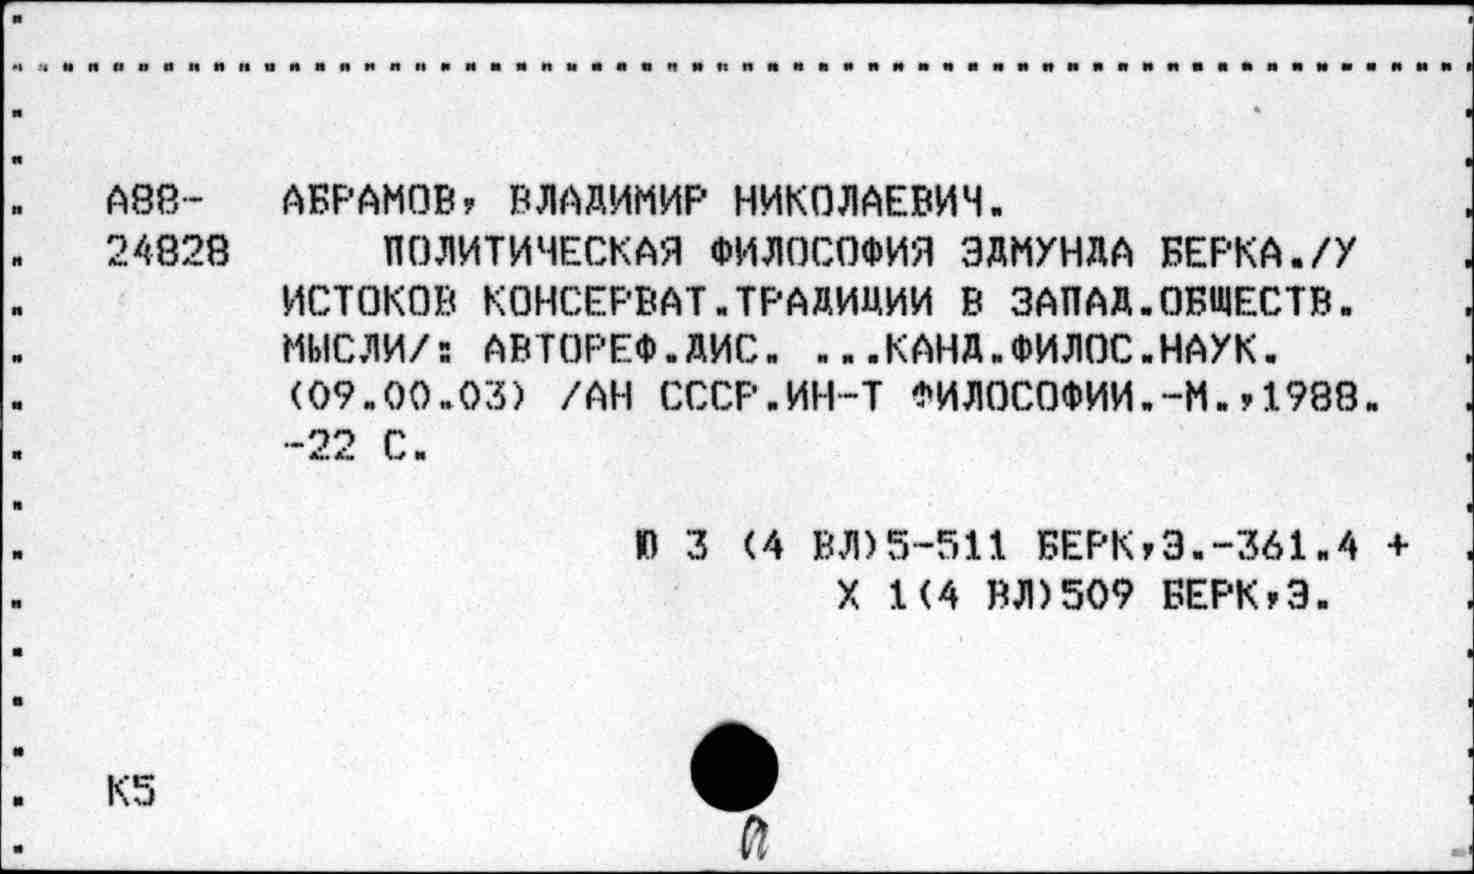 А88- АБРАМОВ, ВЛАДИМИР НИКОЛАЕВИЧ.
24828 ПОЛИТИЧЕСКАЯ ФИЛОСОФИЯ ЭДМУНДА БЕРКА./У
ИСТОКОВ КОНСЕРВАТ.ТРАДИЦИИ В ЗАПАД.ОБЩЕСТВ.
МЫСЛИ/: АВТОРЕФ.ДИС. ...КАНД.ФИЛОС.НАУК.
(09.00.03) /АН СССР.ИН-Т ФИЛОСОФИИ.-М.,1988.
-22 С.
Ю 3 (4 ВЛ)5-511 БЕРК,Э.-361.4 +
Х 1(4 ВЛ)509 БЕРК,Э.
К5
п